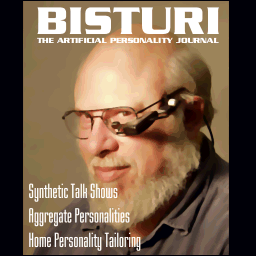 BISTURI
THE ARTIFICIAL PERSONALITY JOURNAL
Synthetic Talk Shows
Aggregate Personalities
Home Personality Tailoring